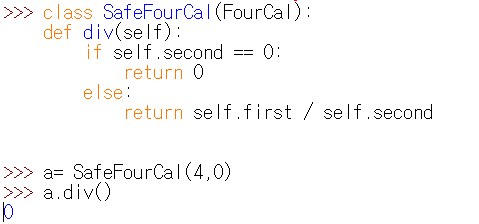 >>> class SafeFourCal(FourCal):
    def div(self):
        if self.second == 0:
            return 0
        else:
            return self.first / self.second
>>> a= SafeFourCal(4,0)
>>> a.div()
0